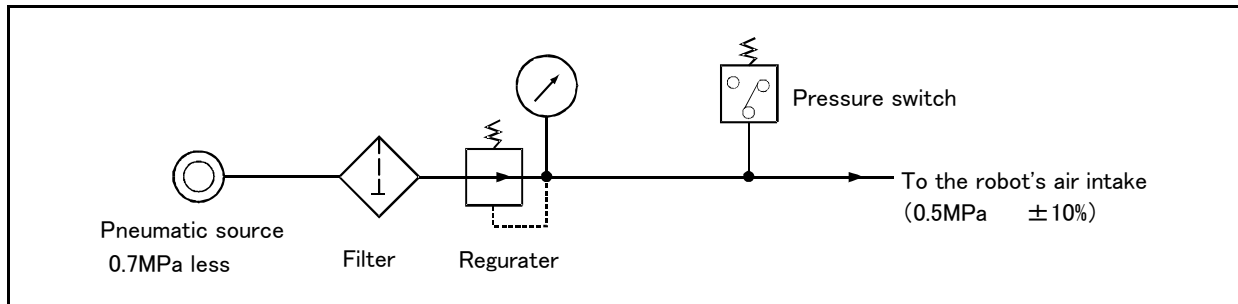 Pressure switch
To the robot's air intake
(0.5MPa ±10%)
Pneumatic source
0.7MPa less
Filter
Regurater